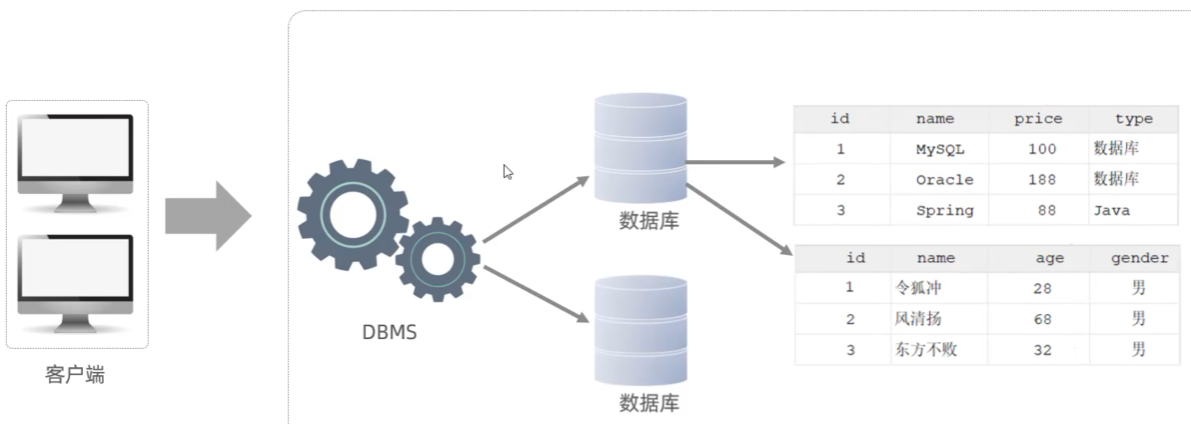 客户端
DBMS
数据库
数据库
id name price type
1 MySQL 100 数据库
2 Oracle 188 数据库
3 Spring 88 Java
id name age gender
1 令狐冲 28 男
2 风清扬 68 男
3 东方不败 32 男